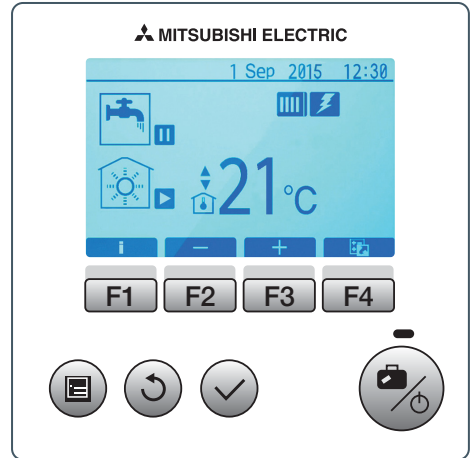 MITSUBISHI ELECTRIC
1 Sep 2015 12:30
21°C
i − +
F1 F2 F3 F4